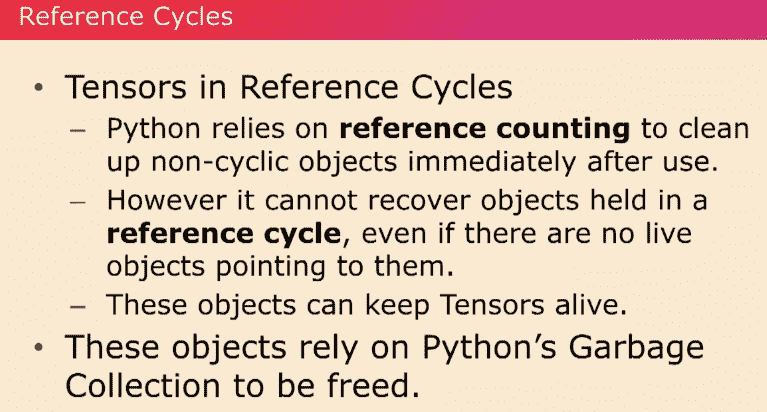 Reference Cycles
• Tensors in Reference Cycles
– Python relies on reference counting to clean
up non-cyclic objects immediately after use.
– However it cannot recover objects held in a
reference cycle, even if there are no live
objects pointing to them.
– These objects can keep Tensors alive.
• These objects rely on Python’s Garbage
Collection to be freed.